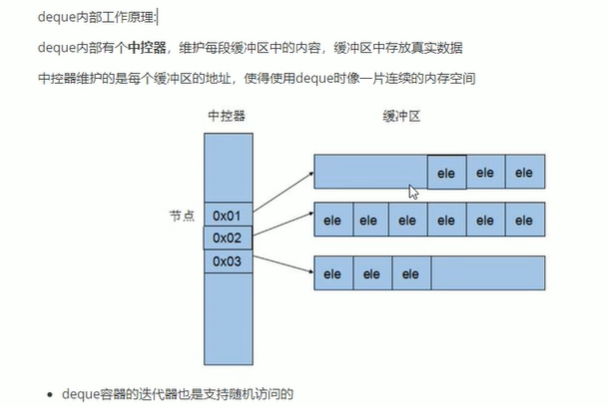 deque内部工作原理:
deque内部有个中控器，维护每段缓冲区中的内容，缓冲区中存放真实数据
中控器维护的是每个缓冲区的地址，使得使用deque时像一片连续的内存空间
中控器 缓冲区
ele ele ele
节点 0x01 ele ele ele ele ele ele
0x02
0x03 ele ele ele
deque容器的迭代器也是支持随机访问的